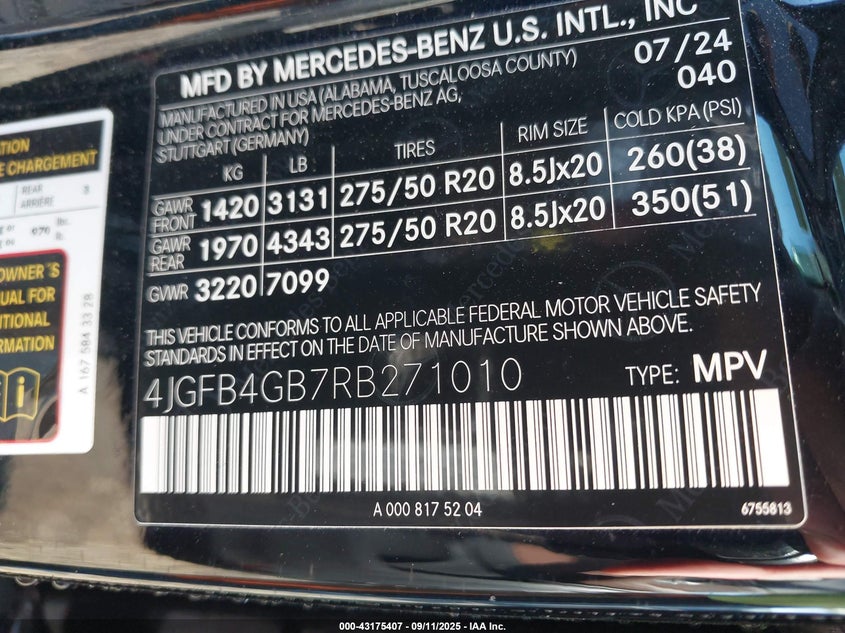 MFD BY MERCEDES-BENZ U.S. INTL., INC
MANUFACTURED IN USA (ALABAMA, TUSCALOOSA COUNTY)
UNDER CONTRACT FOR MERCEDES-BENZ AG,
STUTTGART (GERMANY)
07/24
040
KG LB TIRES RIM SIZE COLD KPA (PSI)
GAWR FRONT 1420 3131 275/50 R20 8.5Jx20 260(38)
GAWR REAR 1970 4343 275/50 R20 8.5Jx20 350(51)
GVWR 3220 7099
THIS VEHICLE CONFORMS TO ALL APPLICABLE FEDERAL MOTOR VEHICLE SAFETY
STANDARDS IN EFFECT ON THE DATE OF MANUFACTURE SHOWN ABOVE.
4JGFB4GB7RB271010 TYPE: MPV
A 000 817 52 04 6755813
CHARGEMENT
REAR 3
ARRIÈRE
lb.
OWNER´S
FOR
A 167 584 33 28
000-43175407 - 09/11/2025 - IAA Inc.